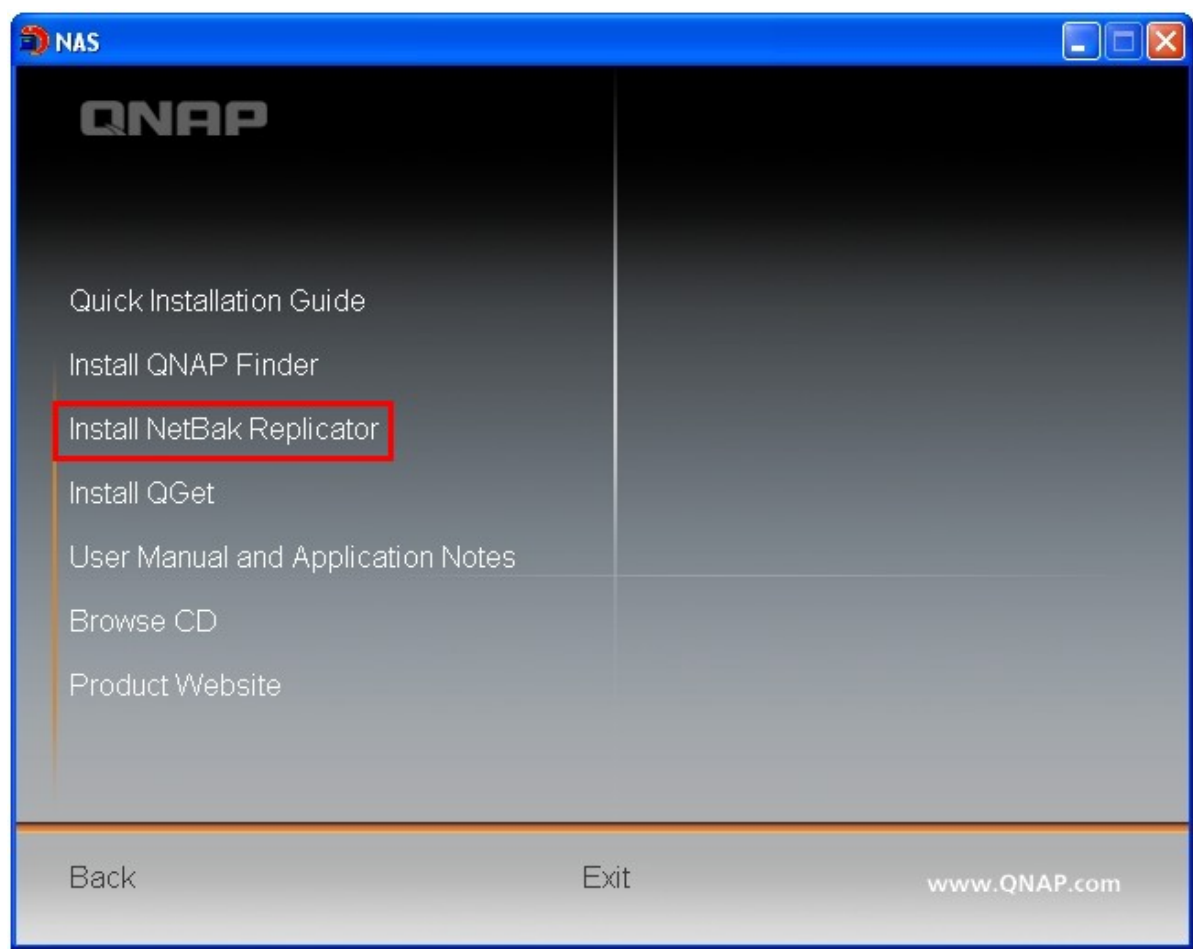 NAS
QNAP
Quick Installation Guide
Install QNAP Finder
Install NetBak Replicator
Install QGet
User Manual and Application Notes
Browse CD
Product Website
Back
Exit
www.QNAP.com